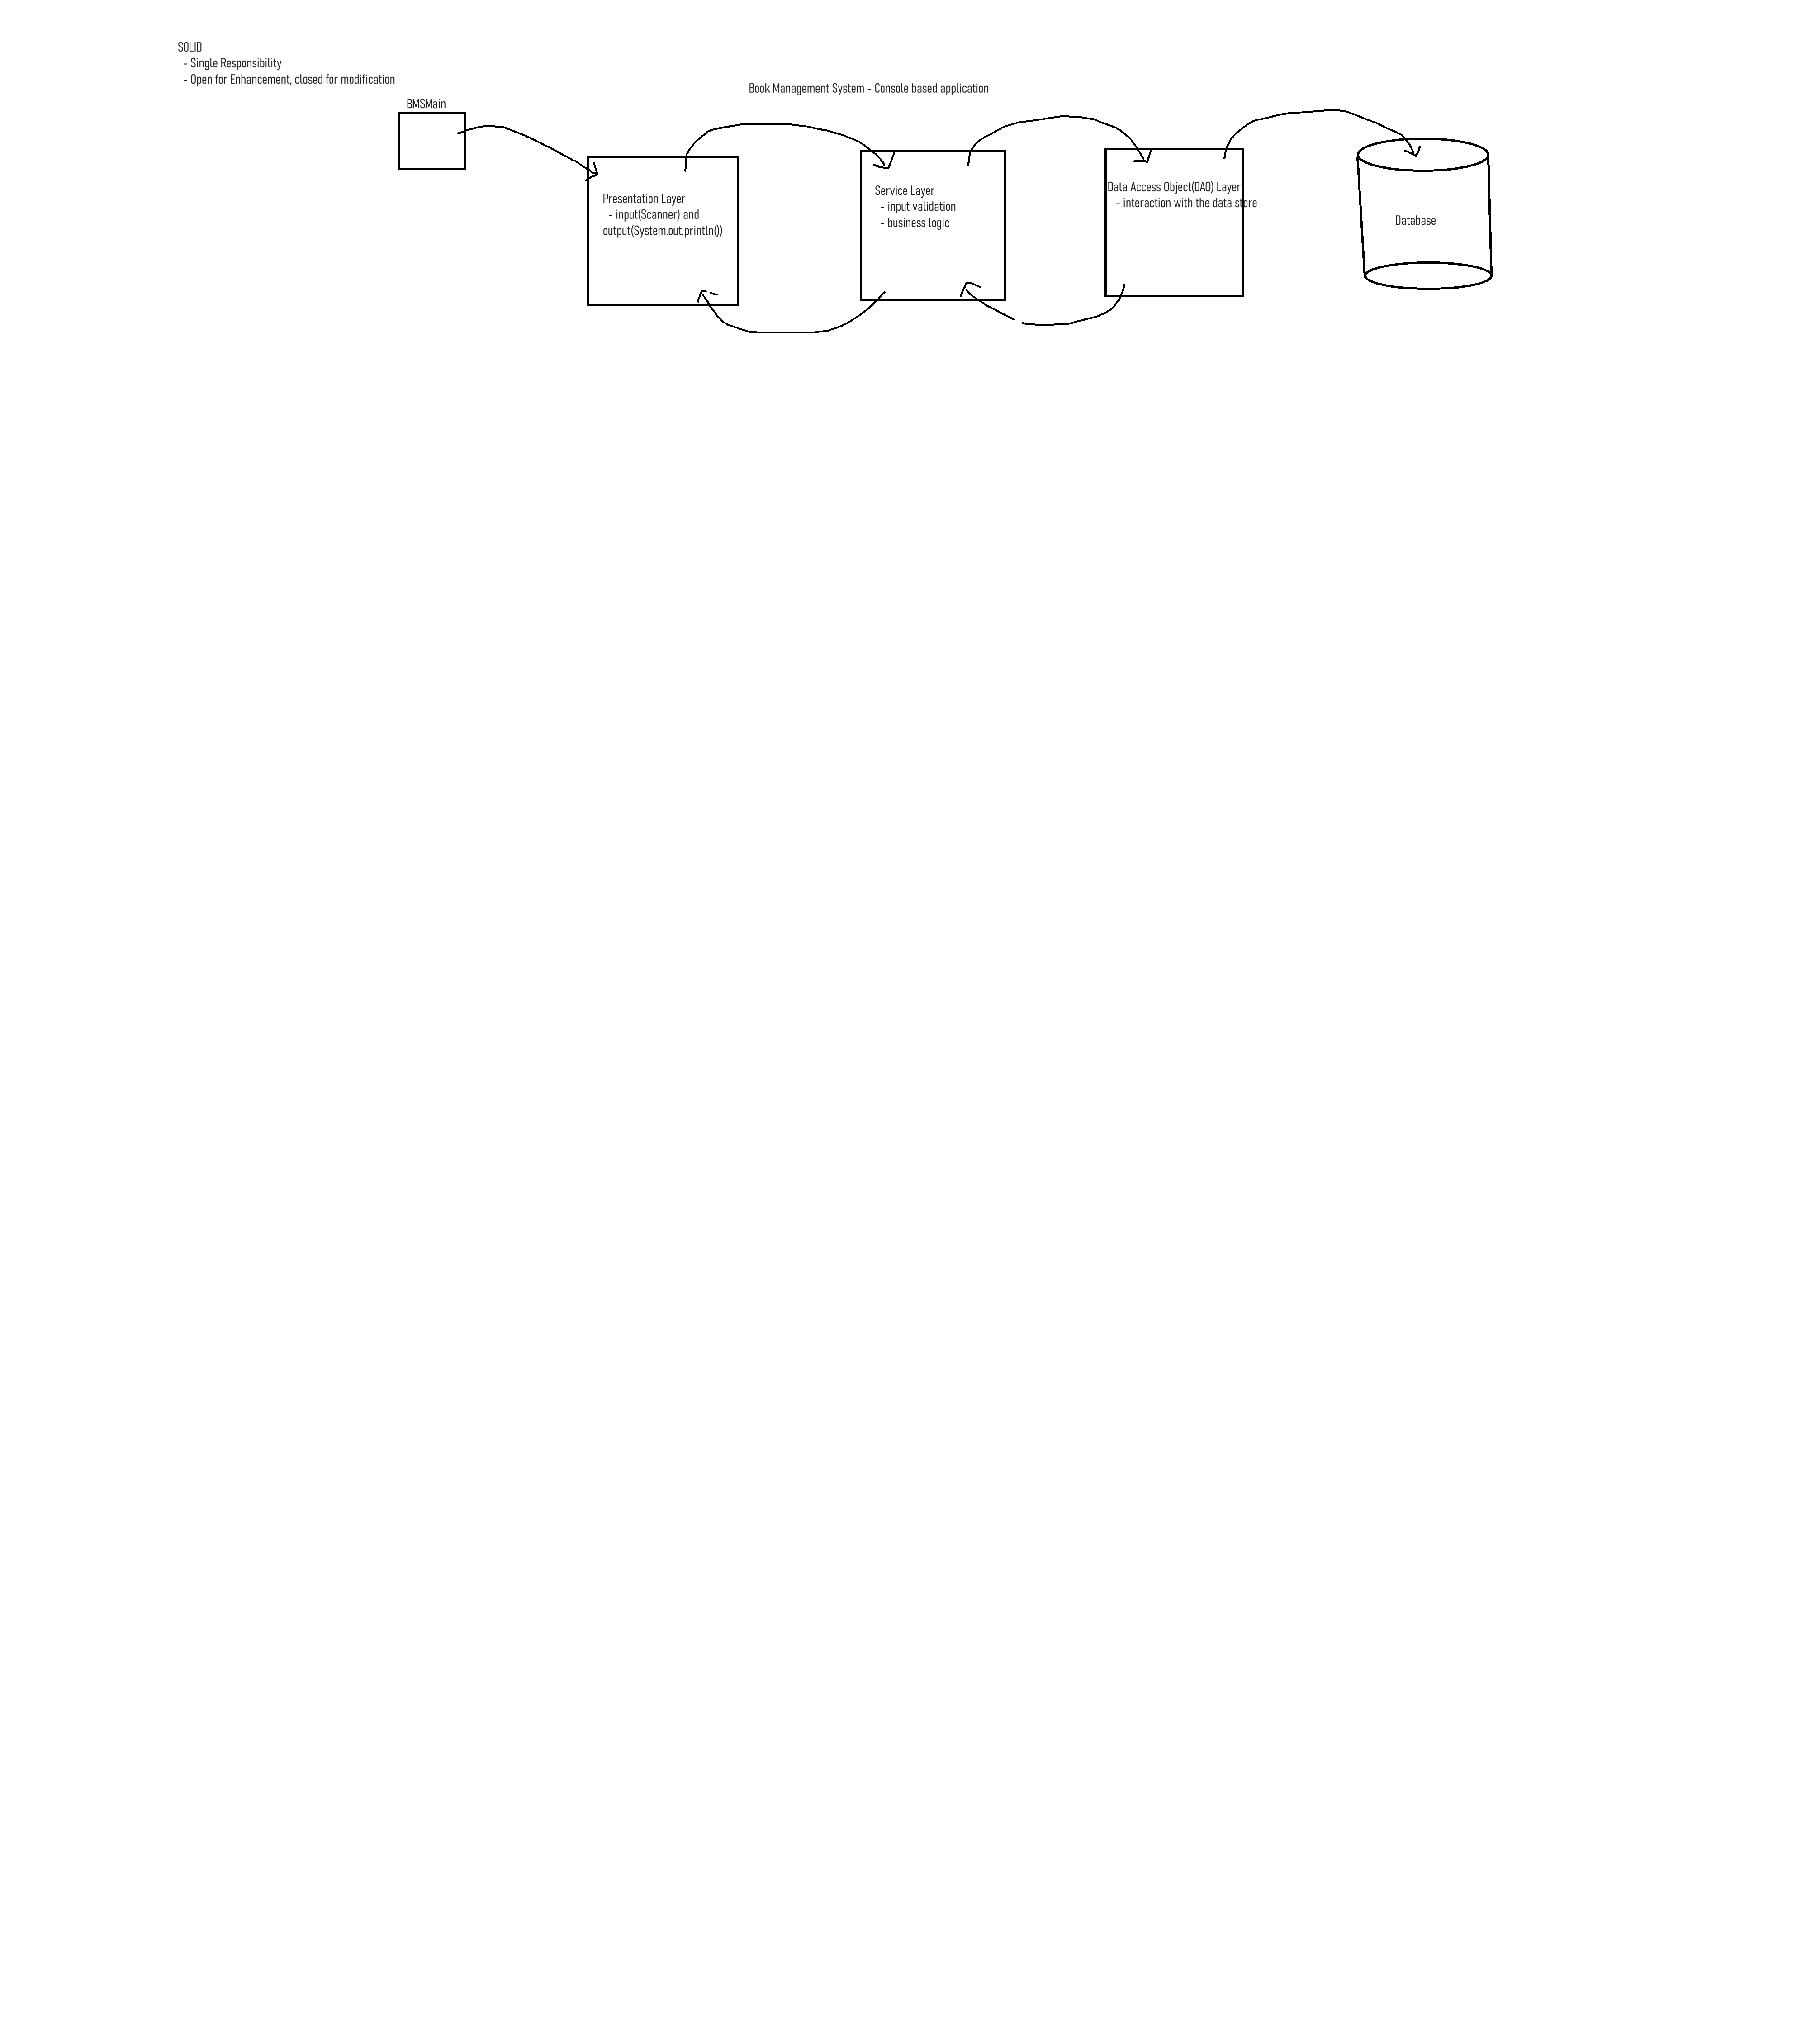 SOLID
- Single Responsibility
- Open for Enhancement, closed for modification
Book Management System - Console based application
BMSMain
Presentation Layer
- input(Scanner) and
output(System.out.println())
Service Layer
- input validation
- business logic
Data Access Object(DAO) Layer
- interaction with the data store
Database